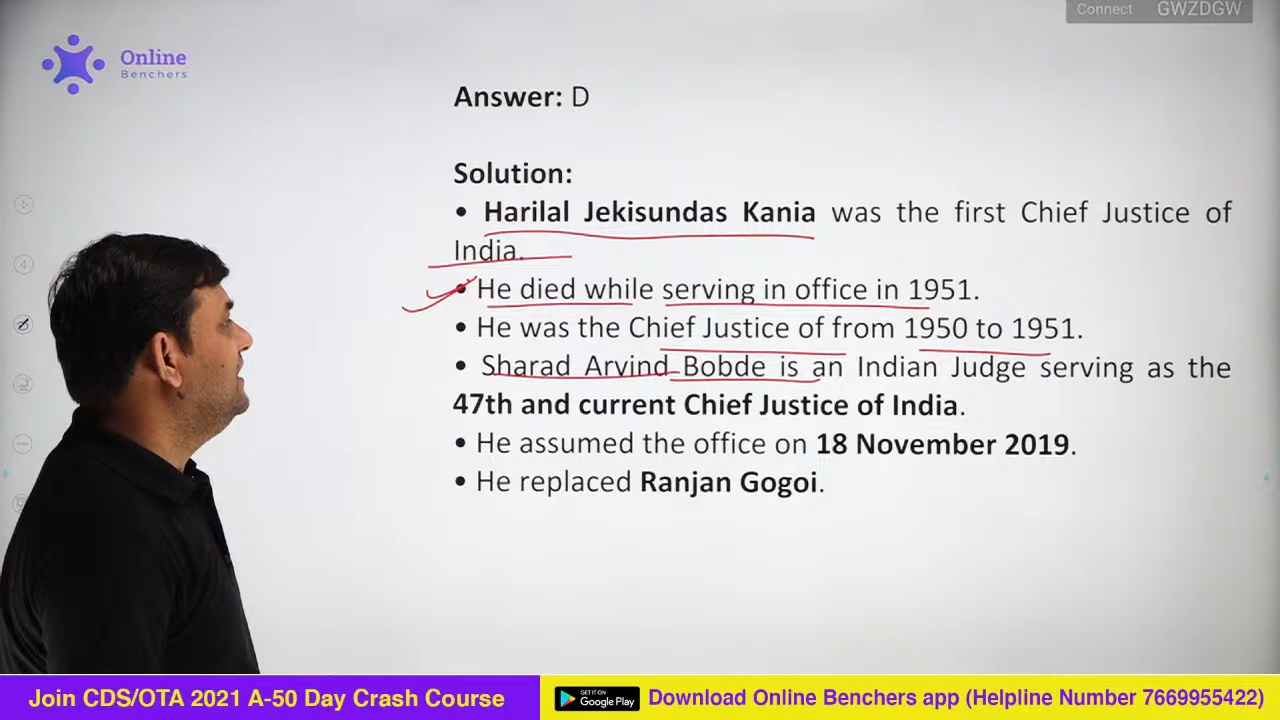 Connect GWZDGW
Online
Benchers
Answer: D
Solution:
• Harilal Jekisundas Kania was the first Chief Justice of
India.
• He died while serving in office in 1951.
• He was the Chief Justice of from 1950 to 1951.
• Sharad Arvind Bobde is an Indian Judge serving as the
47th and current Chief Justice of India.
• He assumed the office on 18 November 2019.
• He replaced Ranjan Gogoi.
Join CDS/OTA 2021 A-50 Day Crash Course
GET IT ON
Google Play
Download Online Benchers app (Helpline Number 7669955422)